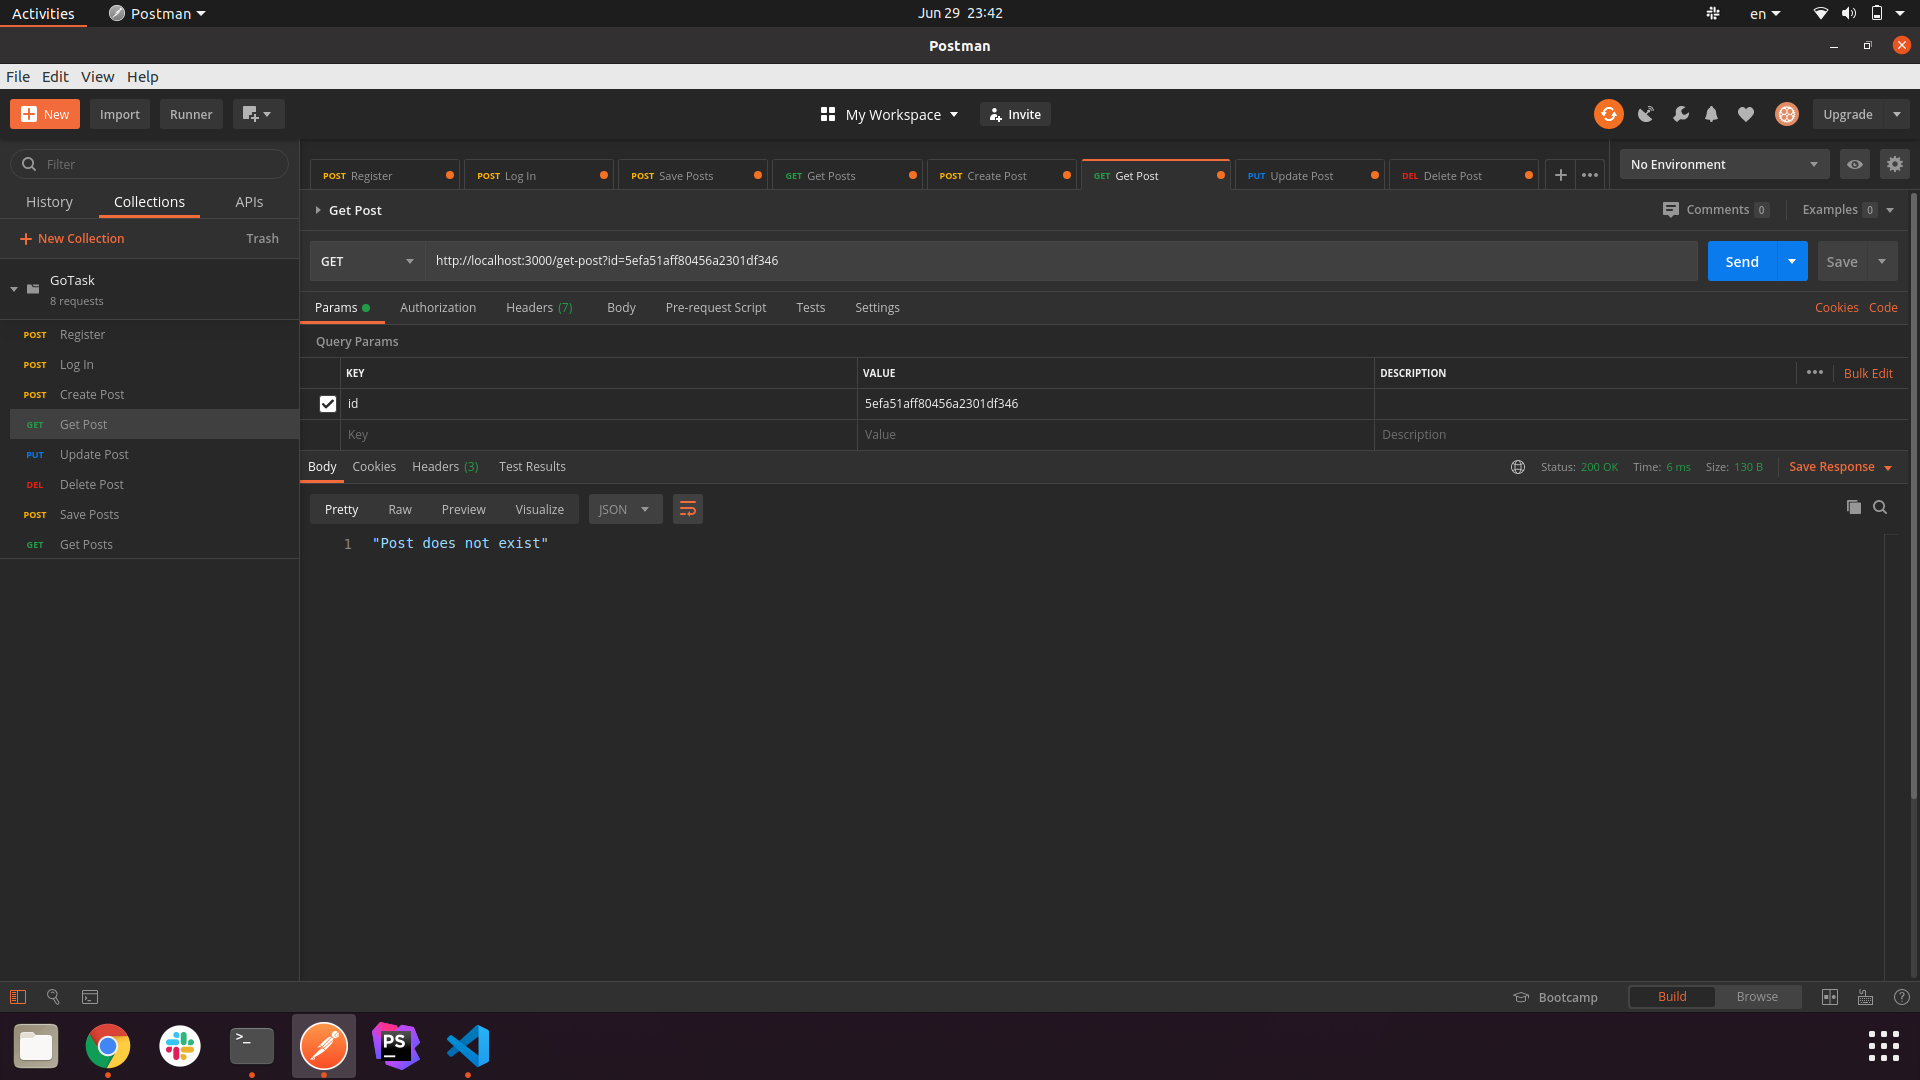 Activities Postman Jun 29 23:42 en
Postman
File Edit View Help
New Import Runner My Workspace Invite Upgrade
Filter
History Collections APIs
New Collection Trash
GoTask
8 requests
POST Register
POST Log In
POST Create Post
GET Get Post
PUT Update Post
DEL Delete Post
POST Save Posts
GET Get Posts
POST Register POST Log In POST Save Posts GET Get Posts POST Create Post GET Get Post PUT Update Post DEL Delete Post No Environment
Get Post Comments 0 Examples 0
GET http://localhost:3000/get-post?id=5efa51aff80456a2301df346 Send Save
Params Authorization Headers (7) Body Pre-request Script Tests Settings Cookies Code
Query Params
KEY VALUE DESCRIPTION Bulk Edit
id 5efa51aff80456a2301df346
Key Value Description
Body Cookies Headers (3) Test Results Status: 200 OK Time: 6 ms Size: 130 B Save Response
Pretty Raw Preview Visualize JSON
1 "Post does not exist"
Bootcamp Build Browse
>_ PS